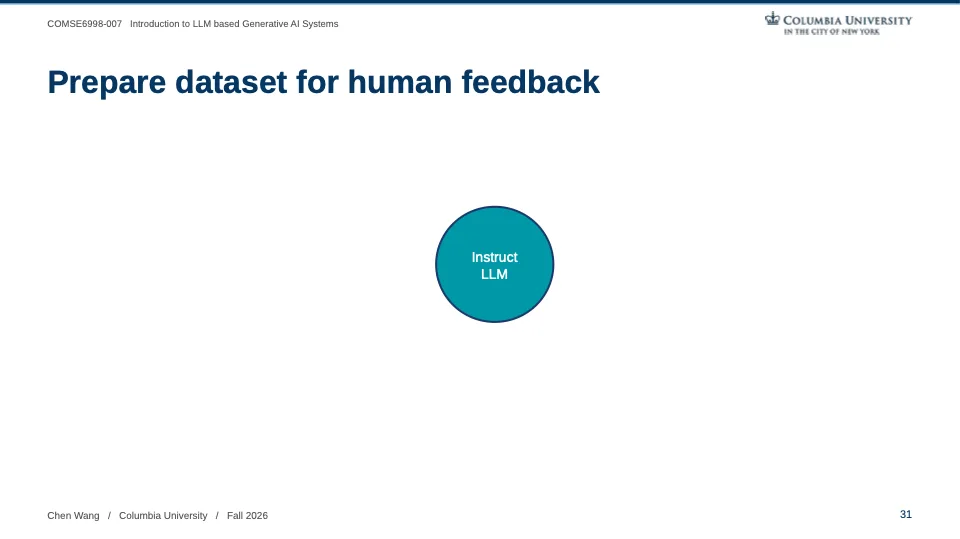 COMSE6998-007 Introduction to LLM based Generative AI Systems
COLUMBIA UNIVERSITY
IN THE CITY OF NEW YORK
Prepare dataset for human feedback
Instruct
LLM
Chen Wang / Columbia University / Fall 2026
31